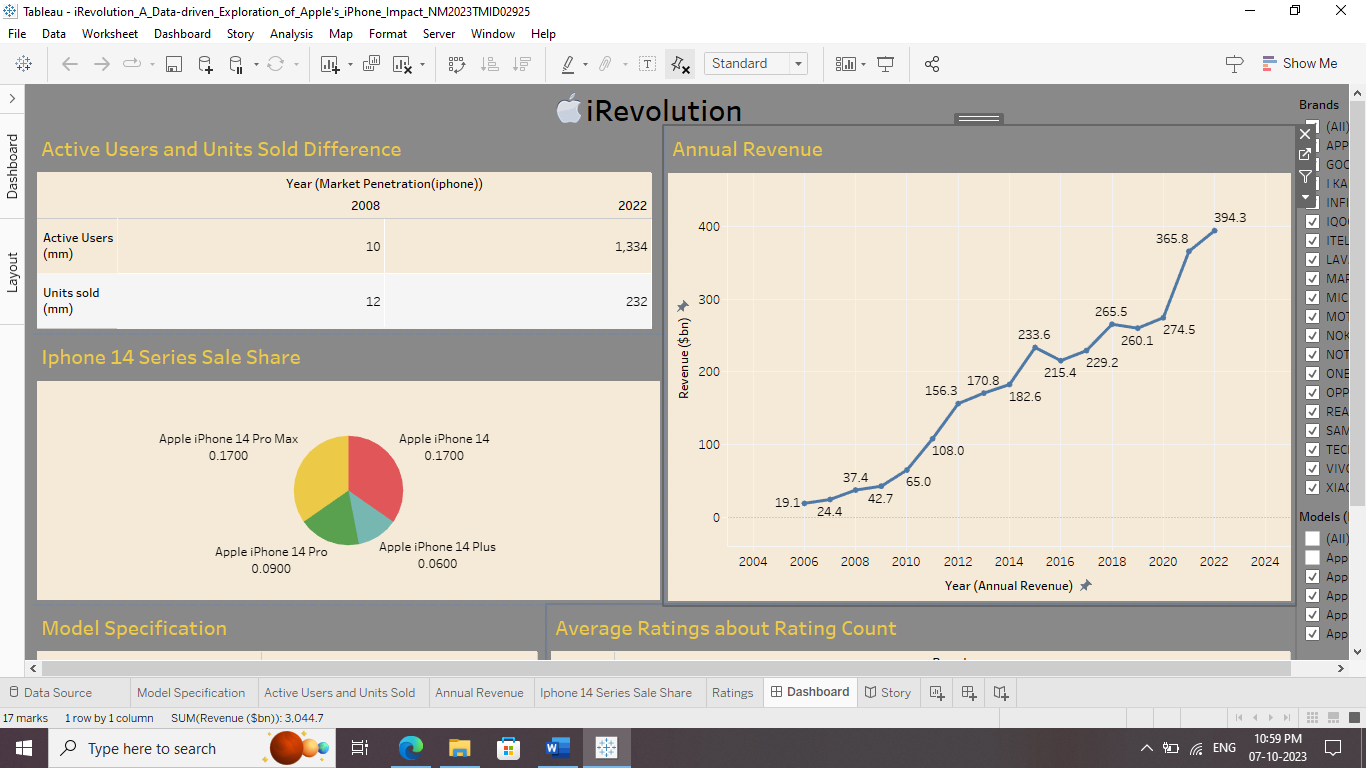 Tableau - iRevolution_A_Data-driven_Exploration_of_Apple's_iPhone_Impact_NM2023TMID02925
File Data Worksheet Dashboard Story Analysis Map Format Server Window Help
Standard
Show Me
Dashboard
Layout
iRevolution
Active Users and Units Sold Difference
Year (Market Penetration(iphone))
2008 2022
Active Users
(mm) 10 1,334
Units sold
(mm) 12 232
Iphone 14 Series Sale Share
Apple iPhone 14 Pro Max
0.1700
Apple iPhone 14
0.1700
Apple iPhone 14 Pro
0.0900
Apple iPhone 14 Plus
0.0600
Annual Revenue
Revenue ($bn)
400
300
200
100
0
19.1
24.4
37.4
42.7
65.0
108.0
156.3
170.8
182.6
233.6
215.4
229.2
265.5
260.1
274.5
365.8
394.3
2004 2006 2008 2010 2012 2014 2016 2018 2020 2022 2024
Year (Annual Revenue)
Brands
(All)
APP
GOO
I KA
INFI
IQOO
ITEL
LAV
MAR
MIC
MOT
NOK
NOT
ONE
OPP
REA
SAM
TEC
VIVO
XIAO
Models (
(All)
App
App
App
App
App
Model Specification
Average Ratings about Rating Count
Data Source Model Specification Active Users and Units Sold Annual Revenue Iphone 14 Series Sale Share Ratings Dashboard Story
17 marks 1 row by 1 column SUM(Revenue ($bn)): 3,044.7
Type here to search
ENG
10:59 PM
07-10-2023